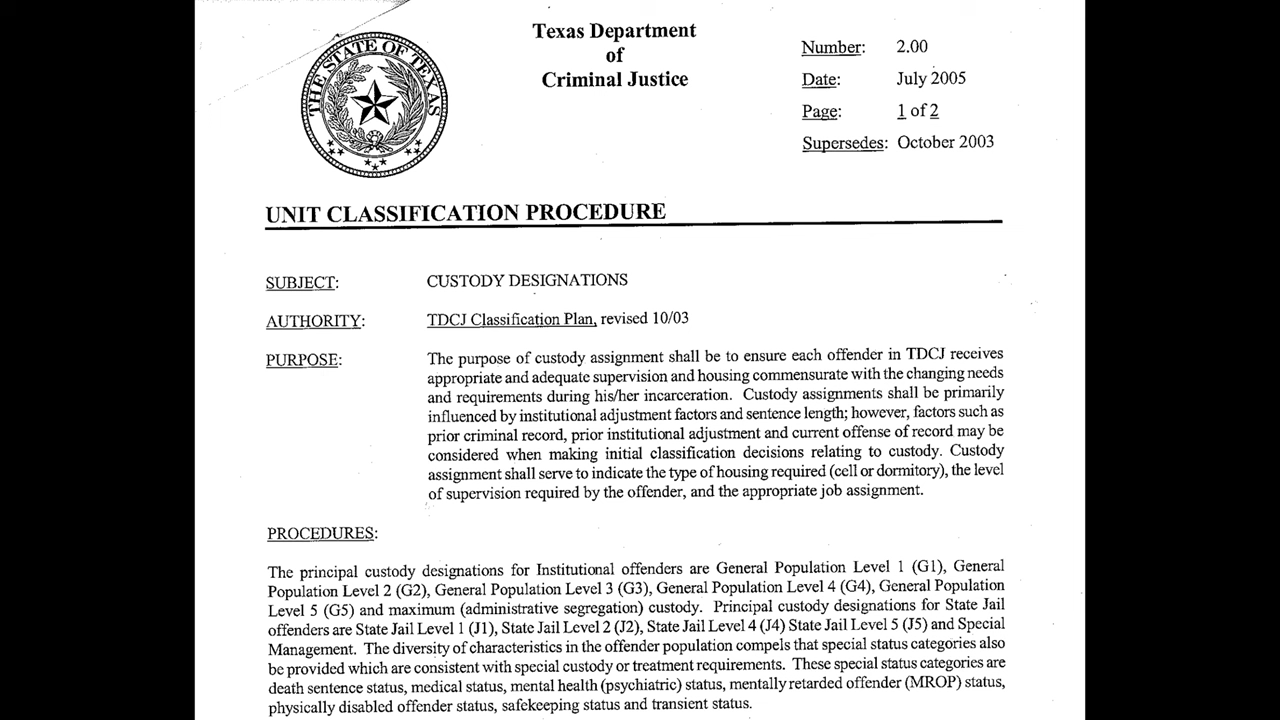 THE STATE OF TEXAS
Texas Department
of
Criminal Justice
Number: 2.00
Date: July 2005
Page: 1 of 2
Supersedes: October 2003
UNIT CLASSIFICATION PROCEDURE
SUBJECT: CUSTODY DESIGNATIONS
AUTHORITY: TDCJ Classification Plan, revised 10/03
PURPOSE: The purpose of custody assignment shall be to ensure each offender in TDCJ receives
appropriate and adequate supervision and housing commensurate with the changing needs
and requirements during his/her incarceration. Custody assignments shall be primarily
influenced by institutional adjustment factors and sentence length; however, factors such as
prior criminal record, prior institutional adjustment and current offense of record may be
considered when making initial classification decisions relating to custody. Custody
assignment shall serve to indicate the type of housing required (cell or dormitory), the level
of supervision required by the offender, and the appropriate job assignment.
PROCEDURES:
The principal custody designations for Institutional offenders are General Population Level 1 (G1), General
Population Level 2 (G2), General Population Level 3 (G3), General Population Level 4 (G4), General Population
Level 5 (G5) and maximum (administrative segregation) custody. Principal custody designations for State Jail
offenders are State Jail Level 1 (J1), State Jail Level 2 (J2), State Jail Level 4 (J4) State Jail Level 5 (J5) and Special
Management. The diversity of characteristics in the offender population compels that special status categories also
be provided which are consistent with special custody or treatment requirements. These special status categories are
death sentence status, medical status, mental health (psychiatric) status, mentally retarded offender (MROP) status,
physically disabled offender status, safekeeping status and transient status.